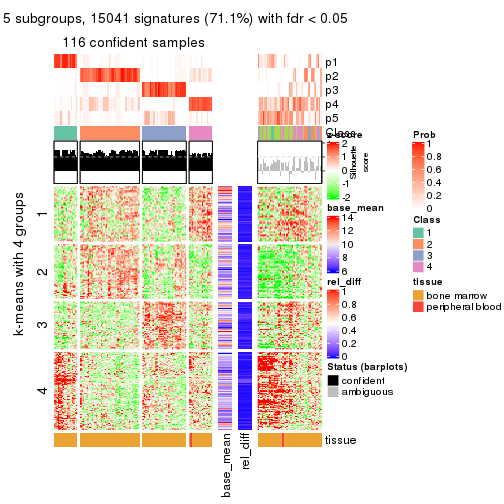 5 subgroups, 15041 signatures (71.1%) with fdr < 0.05
116 confident samples
p1
p2
p3
p4
p5
Class
z-score
2
1
0
-1
-2
Silhouette
score
Prob
1
0.8
0.6
0.4
0.2
0
base_mean
14
12
10
8
6
Class
1
2
3
4
rel_diff
1
0.8
0.6
0.4
0.2
0
tissue
bone marrow
peripheral blood
Status (barplots)
confident
ambiguous
k-means with 4 groups
1
2
3
4
tissue
base_mean
rel_diff